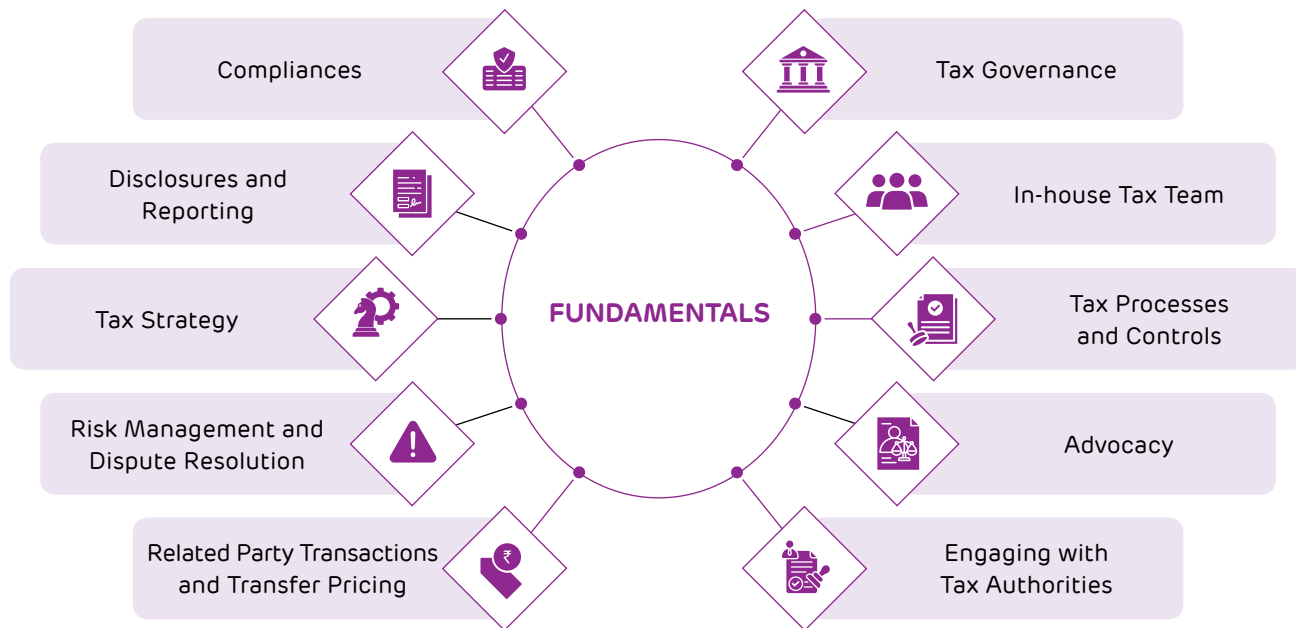 Compliances
Tax Governance
Disclosures and
Reporting
In-house Tax Team
Tax Strategy
FUNDAMENTALS
Tax Processes
and Controls
Risk Management and
Dispute Resolution
Advocacy
Related Party Transactions
and Transfer Pricing
₹
Engaging with
Tax Authorities